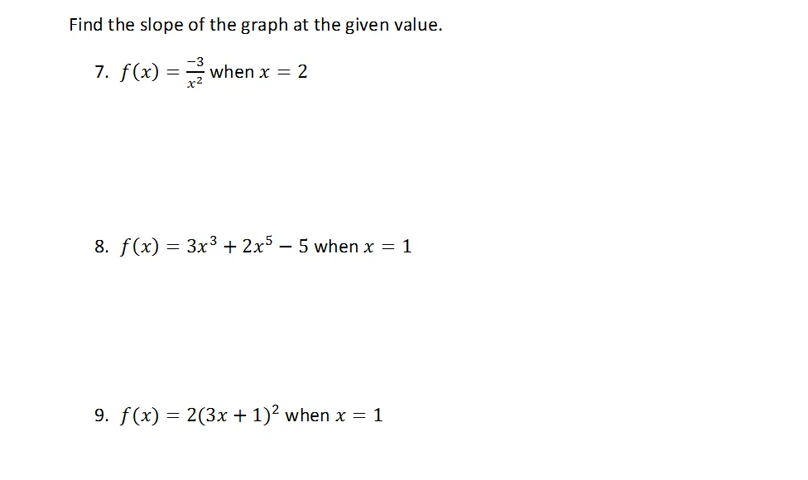 Find the slope of the graph at the given value.
7. f(x) = −3/x² when x = 2
8. f(x) = 3x³ + 2x⁵ − 5 when x = 1
9. f(x) = 2(3x + 1)² when x = 1